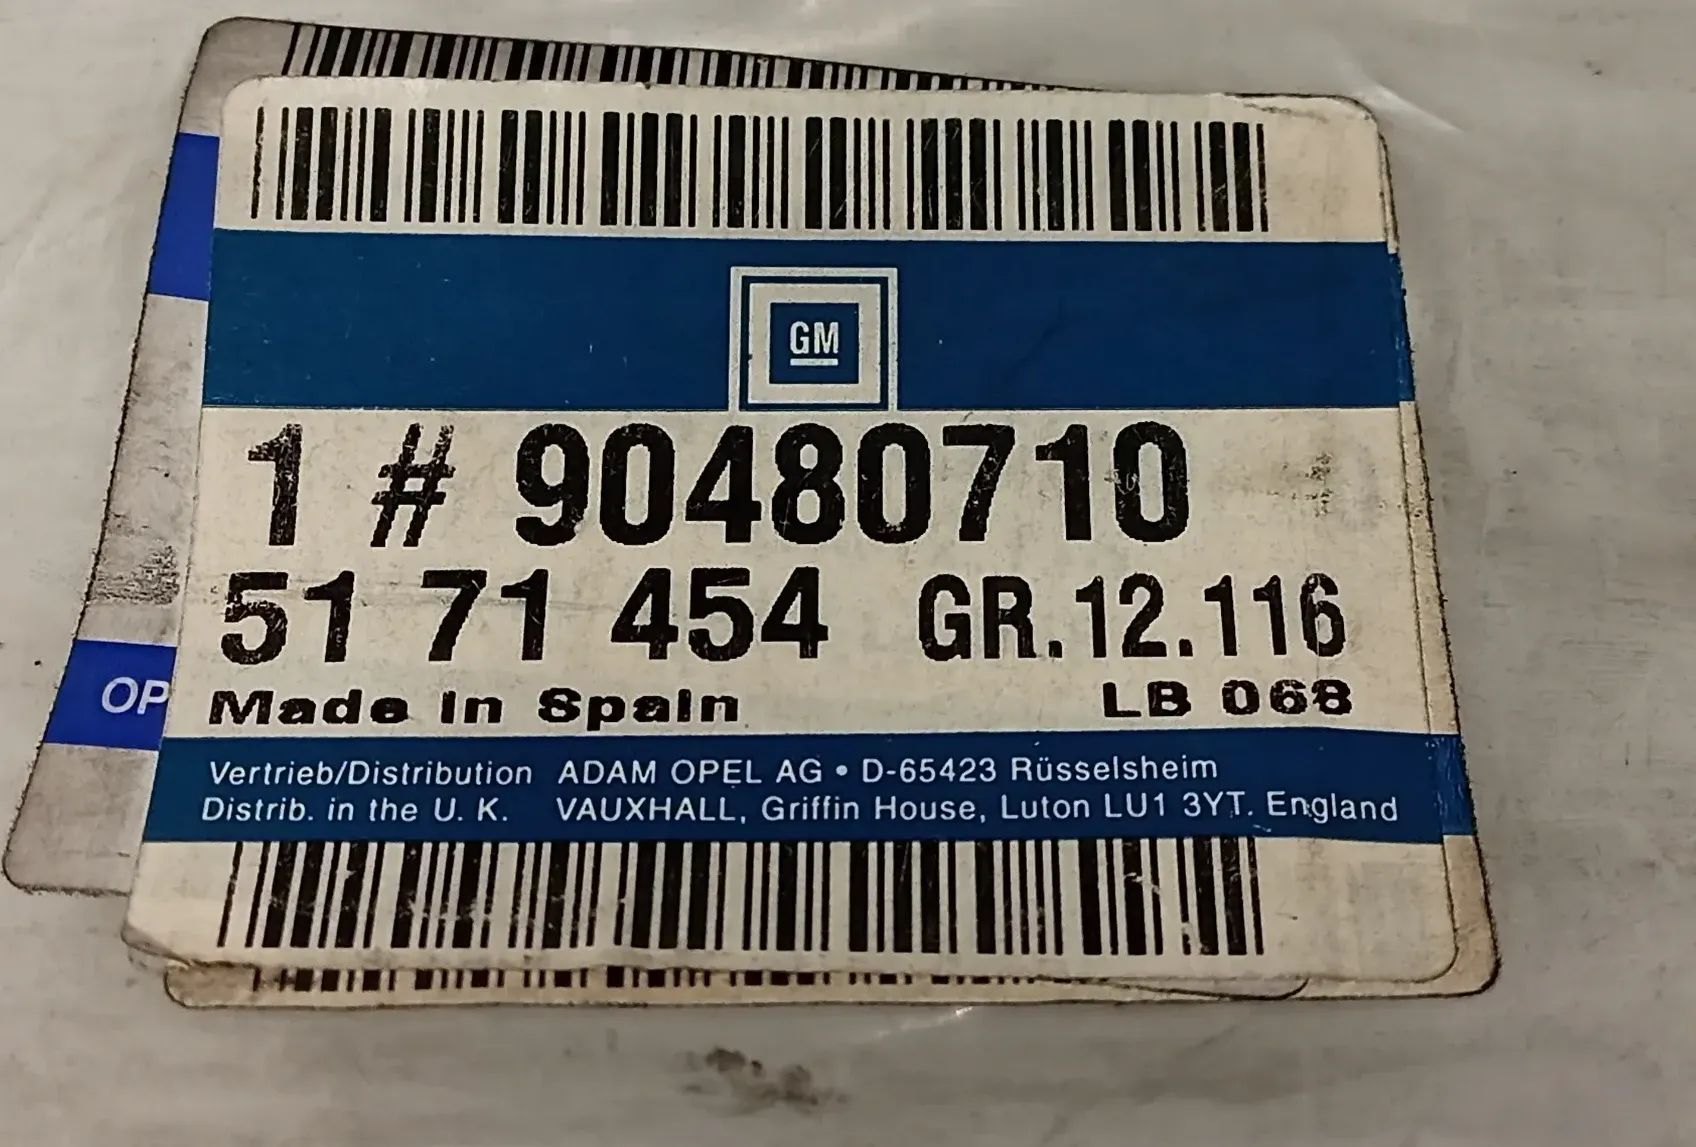 GM
1 # 90480710
51 71 454 GR.12.116
OP
Made In Spain LB 068
Vertrieb/Distribution ADAM OPEL AG • D-65423 Rüsselsheim
Distrib. in the U. K. VAUXHALL, Griffin House, Luton LU1 3YT. England